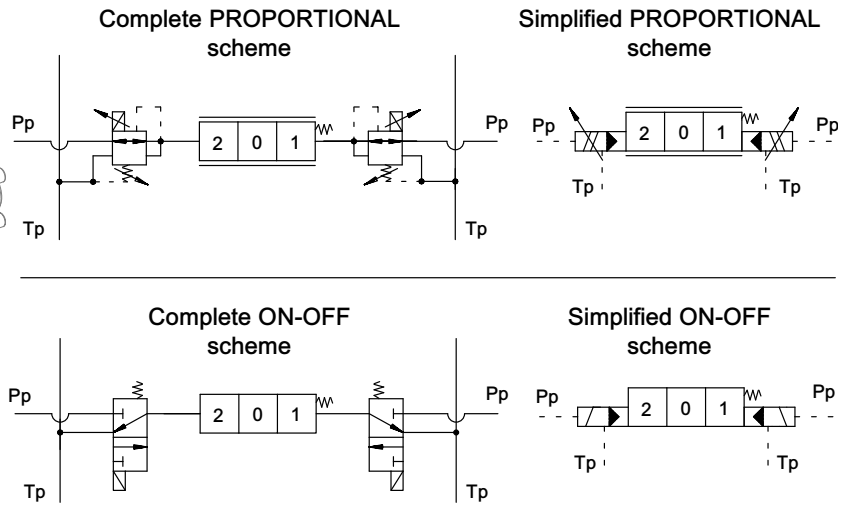 Complete PROPORTIONAL
scheme
Simplified PROPORTIONAL
scheme
Pp
2 0 1
Pp
Tp
Tp
Pp
2 0 1
Pp
Tp
Tp
Complete ON-OFF
scheme
Simplified ON-OFF
scheme
Pp
2 0 1
Pp
Tp
Tp
Pp
2 0 1
Pp
Tp
Tp